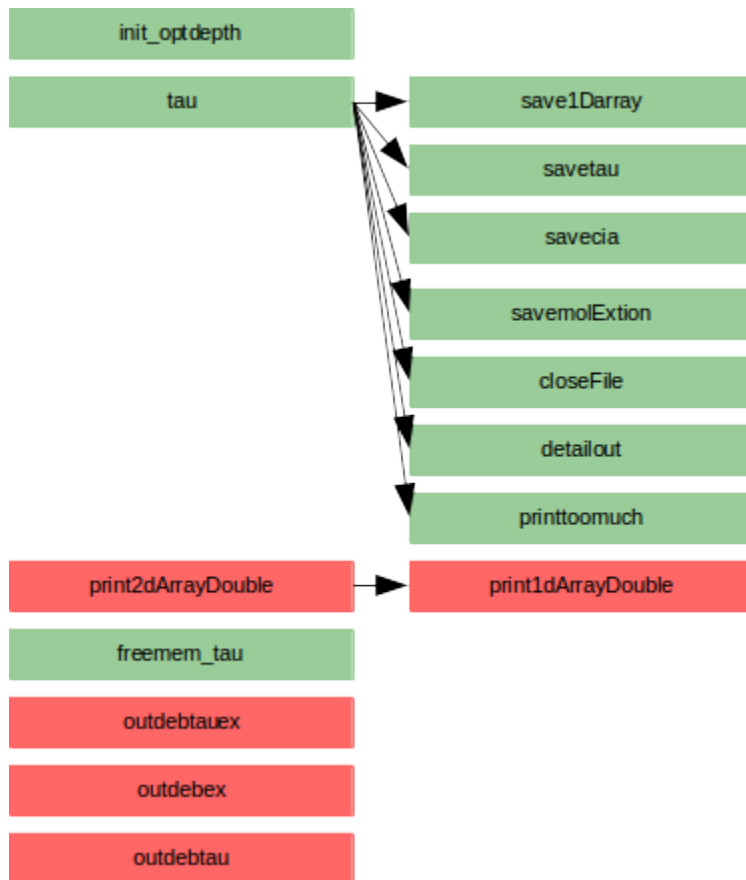 init_optdepth
tau
save1Darray
savetau
savecia
savemolExtion
closeFile
detailout
printtoomuch
print2dArrayDouble
print1dArrayDouble
freemem_tau
outdebtauex
outdebex
outdebtau